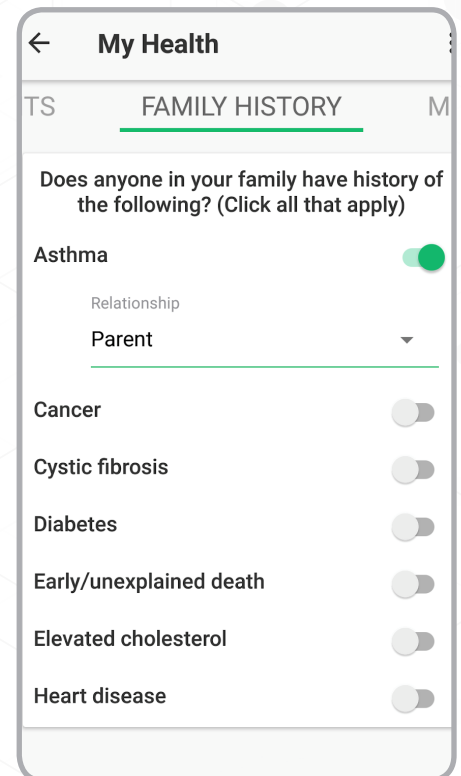 My Health
TS FAMILY HISTORY M
Does anyone in your family have history of
the following? (Click all that apply)
Asthma
Relationship
Parent
Cancer
Cystic fibrosis
Diabetes
Early/unexplained death
Elevated cholesterol
Heart disease